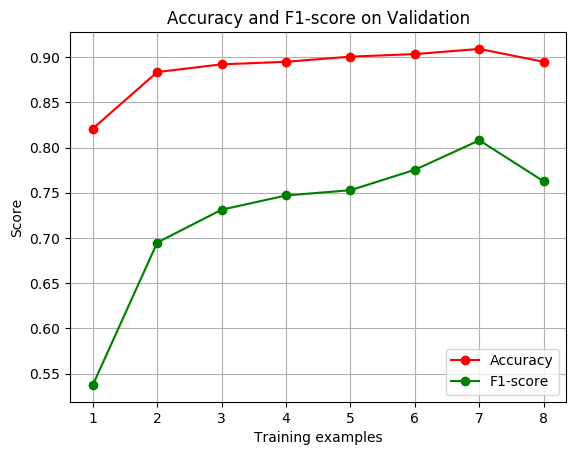 Accuracy and F1-score on Validation
Score
0.90
0.85
0.80
0.75
0.70
0.65
0.60
0.55
Accuracy
F1-score
1 2 3 4 5 6 7 8
Training examples